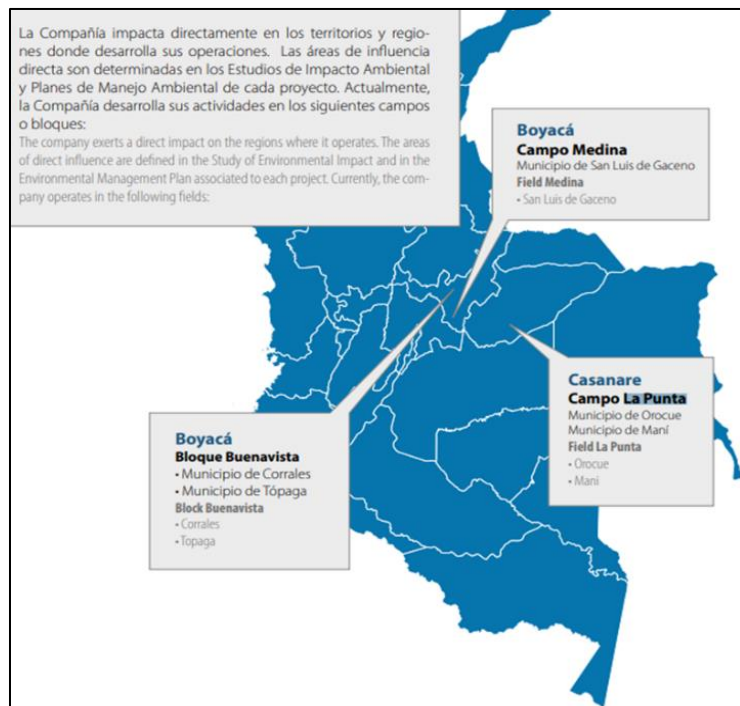 La Compañía impacta directamente en los territorios y regio-
nes donde desarrolla sus operaciones. Las áreas de influencia
directa son determinadas en los Estudios de Impacto Ambiental
y Planes de Manejo Ambiental de cada proyecto. Actualmente,
la Compañía desarrolla sus actividades en los siguientes campos
o bloques:
The company exerts a direct impact on the regions where it operates. The areas
of direct influence are defined in the Study of Environmental Impact and in the
Environmental Management Plan associated to each project. Currently, the com-
pany operates in the following fields:
Boyacá
Campo Medina
Municipio de San Luis de Gaceno
Field Medina
• San Luis de Gaceno
Casanare
Campo La Punta
Municipio de Orocue
Municipio de Maní
Field La Punta
• Orocue
• Mani
Boyacá
Bloque Buenavista
• Municipio de Corrales
• Municipio de Tópaga
Block Buenavista
• Corrales
• Topaga